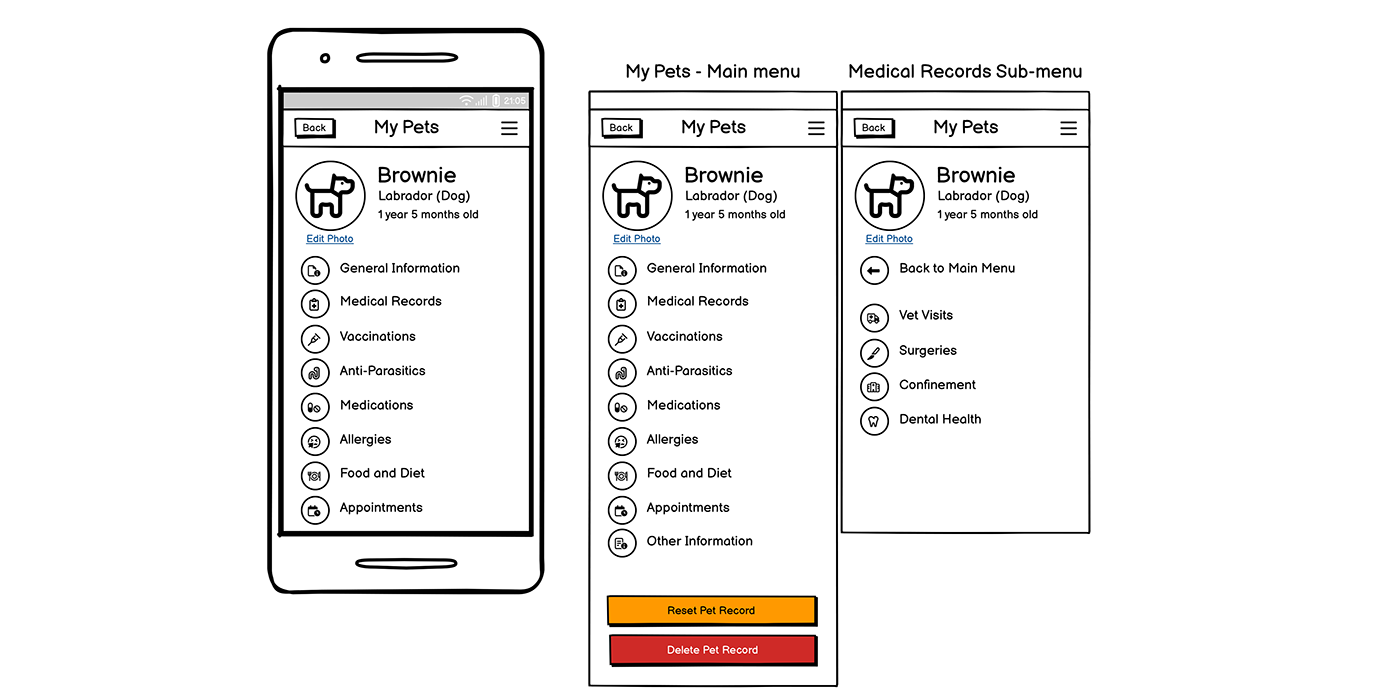 21:05
Back
My Pets
Brownie
Labrador (Dog)
1 year 5 months old
Edit Photo
General Information
Medical Records
Vaccinations
Anti-Parasitics
Medications
Allergies
Food and Diet
Appointments
My Pets - Main menu
Back
My Pets
Brownie
Labrador (Dog)
1 year 5 months old
Edit Photo
General Information
Medical Records
Vaccinations
Anti-Parasitics
Medications
Allergies
Food and Diet
Appointments
Other Information
Reset Pet Record
Delete Pet Record
Medical Records Sub-menu
Back
My Pets
Brownie
Labrador (Dog)
1 year 5 months old
Edit Photo
Back to Main Menu
Vet Visits
Surgeries
Confinement
Dental Health